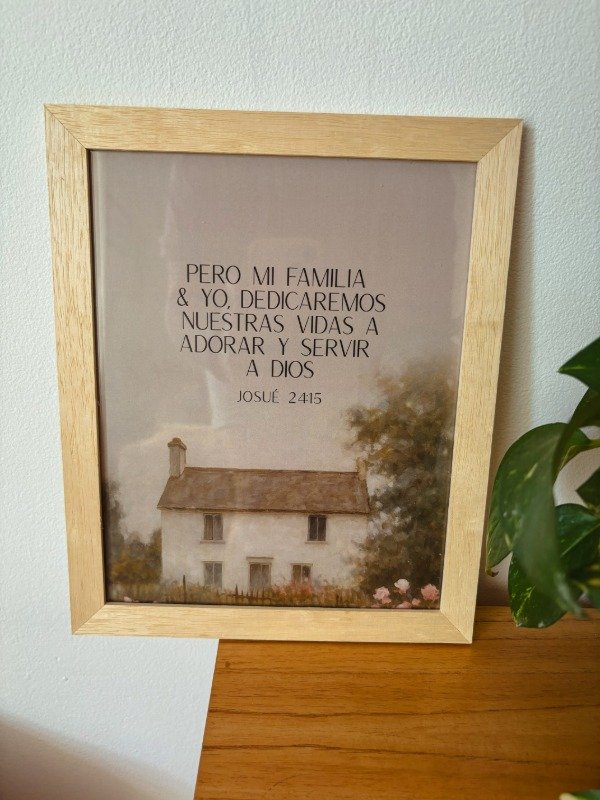 PERO MI FAMILIA
& YO, DEDICAREMOS
NUESTRAS VIDAS A
ADORAR Y SERVIR
A DIOS
JOSUÉ 24:15